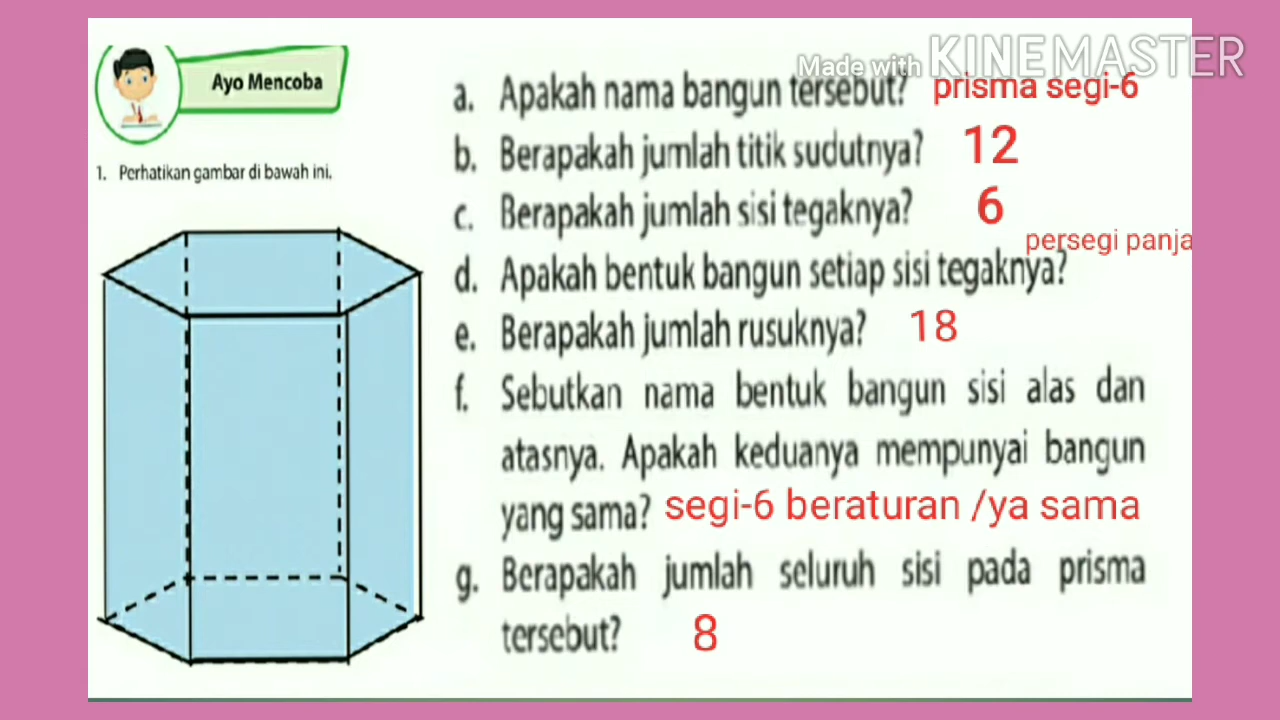 Made with KINEMASTER
Ayo Mencoba
1. Perhatikan gambar di bawah ini.
a. Apakah nama bangun tersebut? prisma segi-6
b. Berapakah jumlah titik sudutnya? 12
c. Berapakah jumlah sisi tegaknya? 6
persegi panja
d. Apakah bentuk bangun setiap sisi tegaknya?
e. Berapakah jumlah rusuknya? 18
f. Sebutkan nama bentuk bangun sisi alas dan
atasnya. Apakah keduanya mempunyai bangun
yang sama? segi-6 beraturan /ya sama
g. Berapakah jumlah seluruh sisi pada prisma
tersebut? 8